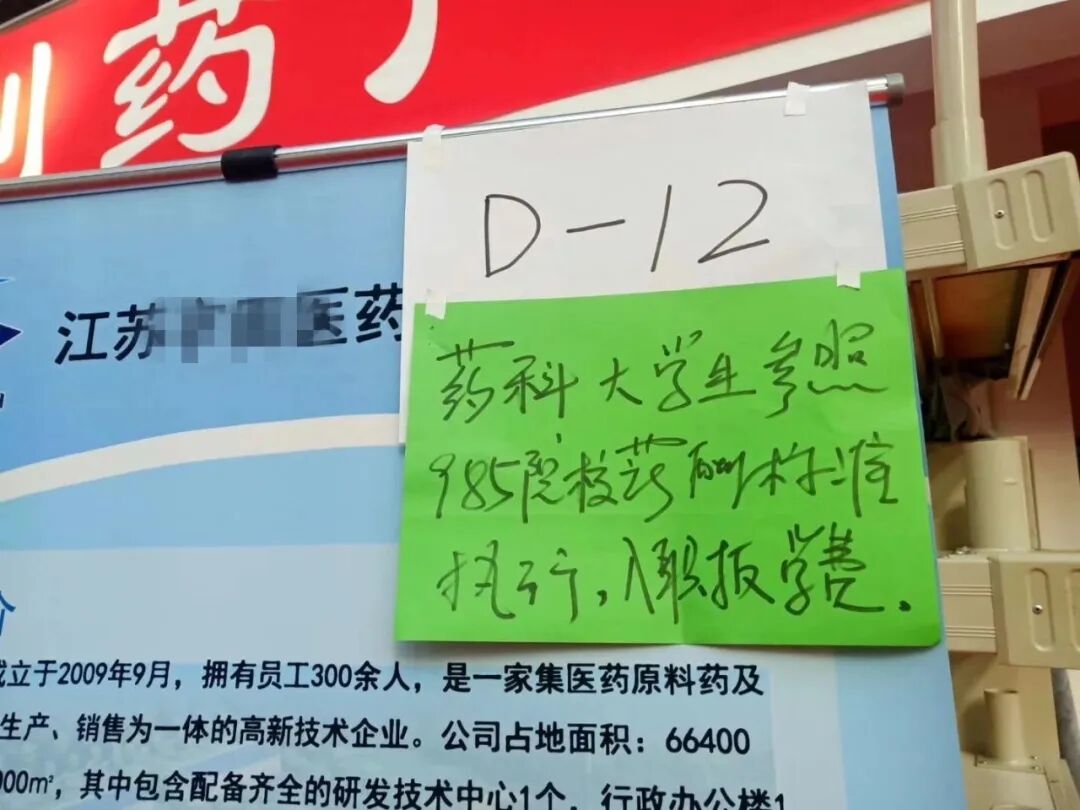 药
D-12
江苏 医药
药科大学生参照
985院校药酬标准
执行,入职报学费。
成立于2009年9月，拥有员工300余人，是一家集医药原料药及
生产、销售为一体的高新技术企业。公司占地面积：66400
000㎡，其中包含配备齐全的研发技术中心1个，行政办公楼1